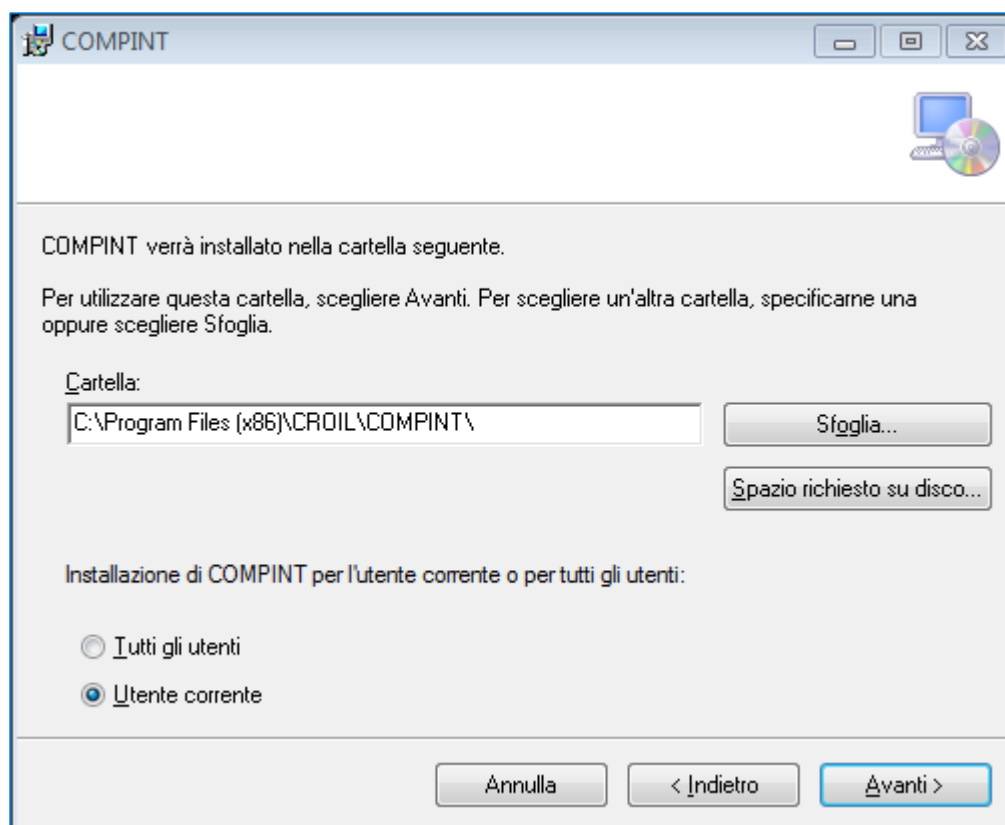 COMPINT
COMPINT verrà installato nella cartella seguente.
Per utilizzare questa cartella, scegliere Avanti. Per scegliere un'altra cartella, specificarne una
oppure scegliere Sfoglia.
Cartella:
C:\Program Files (x86)\CROIL\COMPINT\
Sfoglia...
Spazio richiesto su disco...
Installazione di COMPINT per l'utente corrente o per tutti gli utenti:
Tutti gli utenti
Utente corrente
Annulla
< Indietro
Avanti >